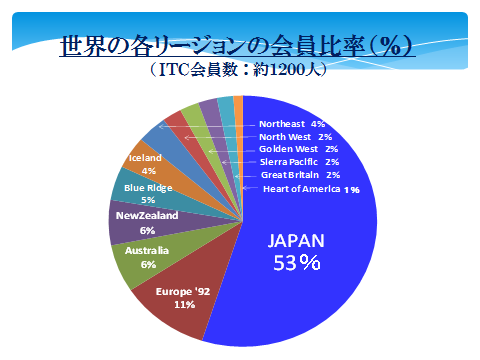 世界の各リージョンの会員比率(%)
(ITC会員数：約1200人)
Northeast 4%
North West 2%
Golden West 2%
Sierra Pacific 2%
Great Britain 2%
Heart of America 1%
Iceland
4%
Blue Ridge
5%
NewZealand
6%
Australia
6%
Europe '92
11%
JAPAN
53%